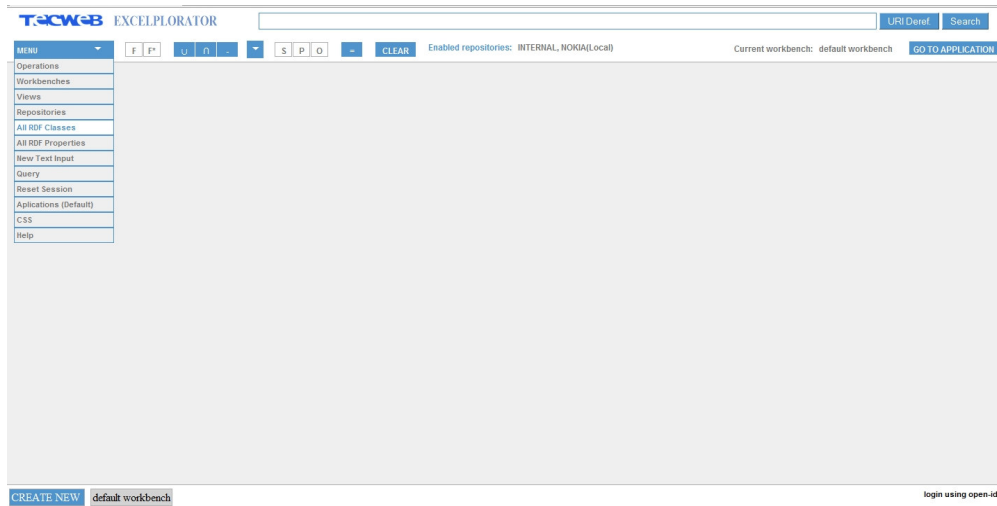 TecWeb EXCELPLORATOR URI Deref. Search
MENU F F* ∪ ∩ - S P O = CLEAR Enabled repositories: INTERNAL, NOKIA(Local) Current workbench: default workbench GO TO APPLICATION
Operations
Workbenches
Views
Repositories
All RDF Classes
All RDF Properties
New Text Input
Query
Reset Session
Aplications (Default)
CSS
Help
CREATE NEW default workbench login using open-id